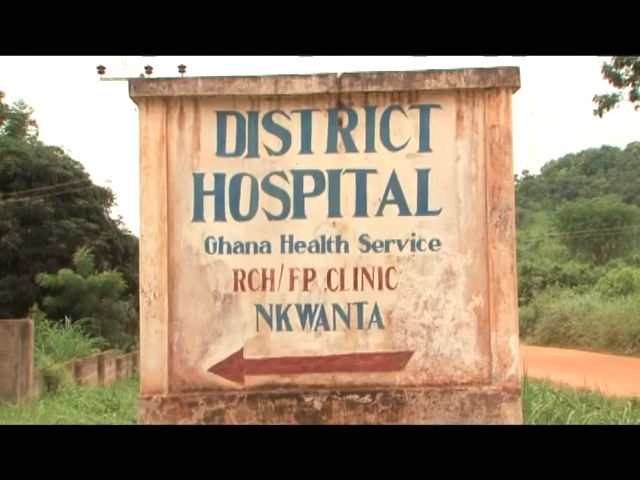 DISTRICT
HOSPITAL
Ghana Health Service
RCH/FP CLINIC
NKWANTA